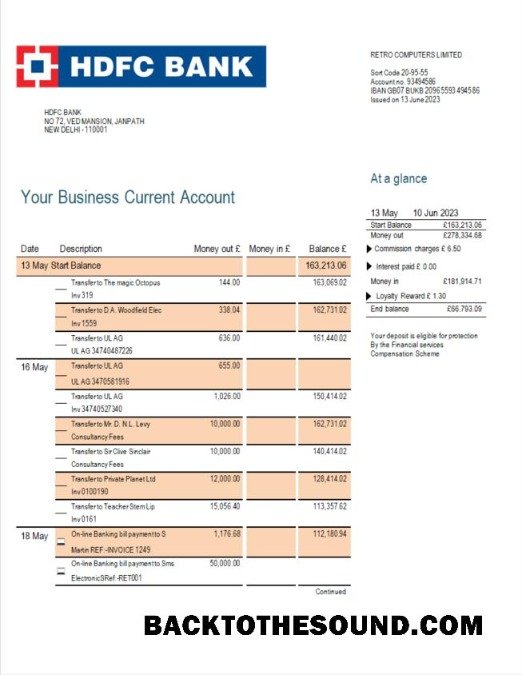 HDFC BANK
RETRO COMPUTERS LIMITED
Sort Code 20-95-55
Account no. 93494586
IBAN GB07 BUKB 20965593 494586
Issued on 13 June 2023
HDFC BANK
NO 72, VED MANSION, JANPATH
NEW DELHI - 110001
At a glance
Your Business Current Account
13 May 10 Jun 2023
Start Balance £163,213.06
Money out £278,334.68
Commission charges £ 6.50
Interest paid £ 0.00
Money in £181,914.71
Loyalty Reward £ 1.30
End balance £66.793.09
Your deposit is eligible for protection
By the Financial services
Compensation Scheme
Date Description Money out £ Money in £ Balance £
13 May Start Balance 163,213.06
Transfer to The magic Octopus 144.00 163,069.02
Inv 319
Transfer to D.A. Woodfield Elec 338.04 162,731.02
Inv 1559
Transfer to UL AG 636.00 161,440.02
UL AG 34740487226
16 May Transfer to UL AG 655.00
UL AG 3470581916
Transfer to UL AG 1,026.00 150,414.02
Inv 34740527340
Transfer to Mr. D. N.L. Levy 10,000.00 162,731.02
Consultancy Fees
Transfer to Sir Clive Sinclair 10,000.00 140,414.02
Consultancy Fees
Transfer to Private Planet Ltd 12,000.00 128,414.02
Inv 0100190
Transfer to Teacher Stem Lip 15,056.40 113,357.62
Inv 0161
18 May On-line Banking bill payment to S 1,176.68 112,180.94
Martin REF:-INVOICE 1249
On-line Banking bill payment to Sms 50,000.00
Electronic9Ref:-RET001
Continued
BACKTOTHESOUND.COM